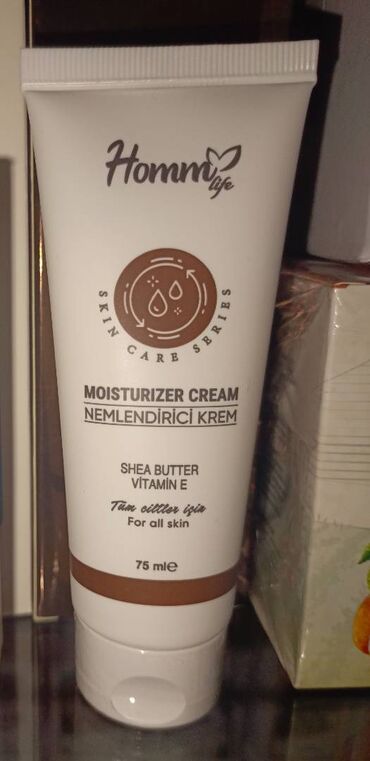 Homm
life
SKIN CARE SERIES
MOISTURIZER CREAM
NEMLENDİRİCİ KREM
SHEA BUTTER
VİTAMİN E
Tüm ciltler için
For all skin
75 ml℮